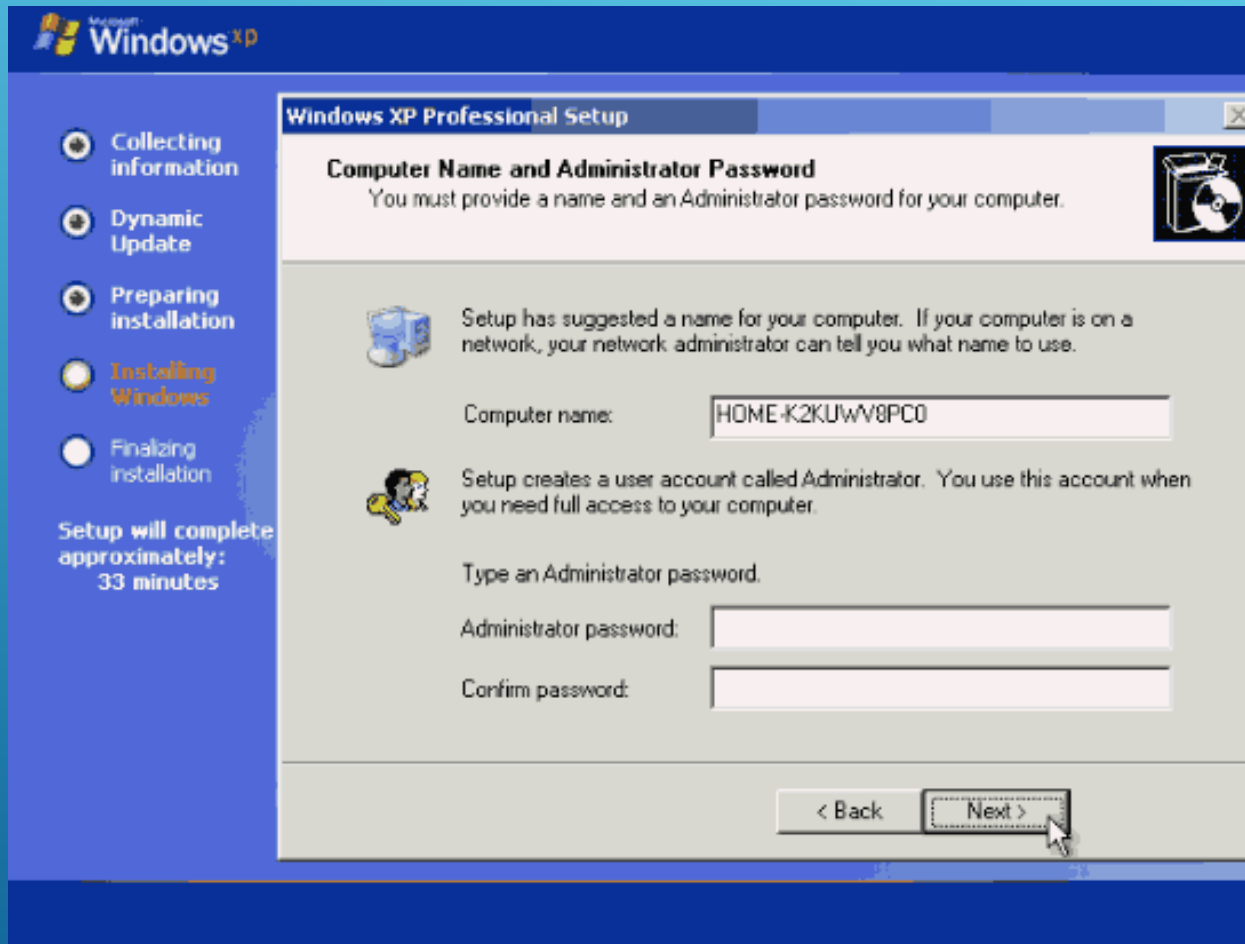 Microsoft
Windows xp
Collecting
information
Dynamic
Update
Preparing
installation
Installing
Windows
Finalizing
installation
Setup will complete
approximately:
33 minutes
Windows XP Professional Setup
Computer Name and Administrator Password
You must provide a name and an Administrator password for your computer.
Setup has suggested a name for your computer. If your computer is on a
network, your network administrator can tell you what name to use.
Computer name: HOME-K2KUWV8PC0
Setup creates a user account called Administrator. You use this account when
you need full access to your computer.
Type an Administrator password.
Administrator password:
Confirm password:
< Back Next >